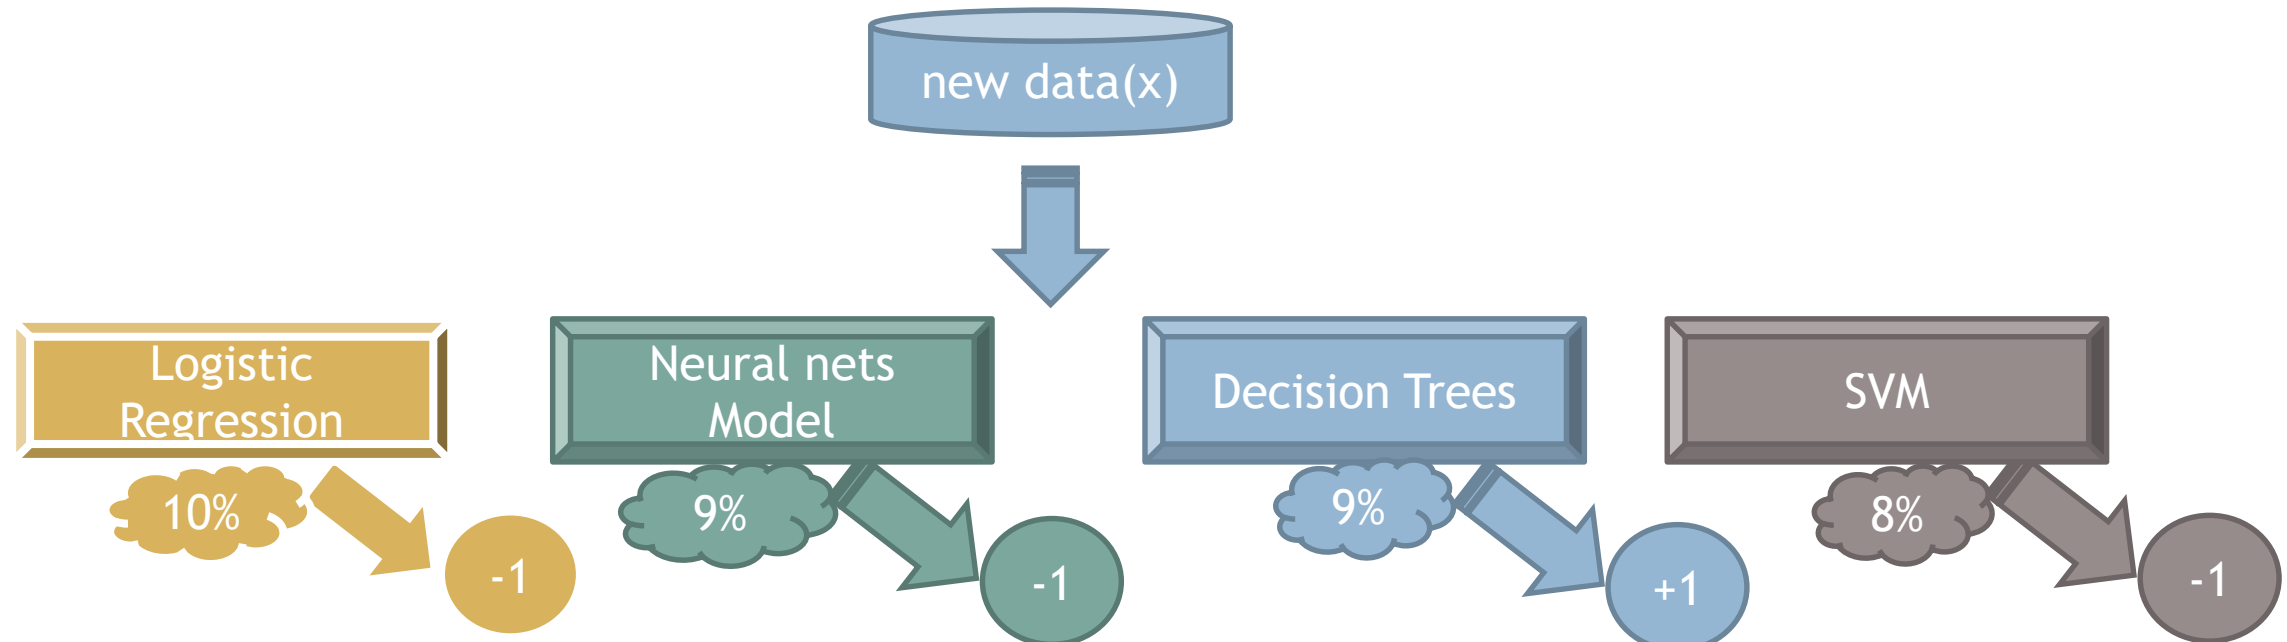 new data(x)
Logistic
Regression
Neural nets
Model
Decision Trees
SVM
10%
9%
9%
8%
-1
-1
+1
-1